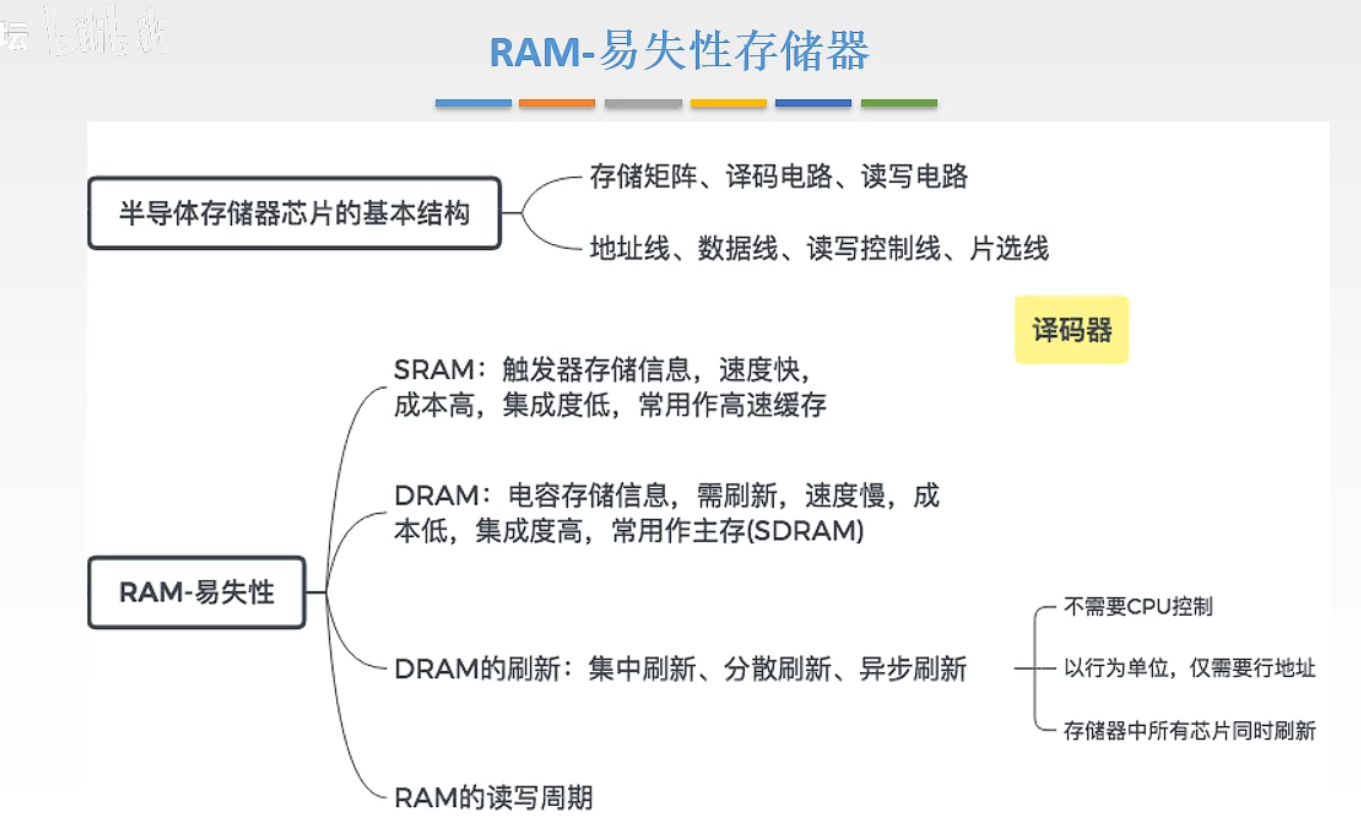 坛 bilibili
RAM-易失性存储器
半导体存储器芯片的基本结构
存储矩阵、译码电路、读写电路
地址线、数据线、读写控制线、片选线
译码器
SRAM：触发器存储信息，速度快，
成本高，集成度低，常用作高速缓存
DRAM：电容存储信息，需刷新，速度慢，成
本低，集成度高，常用作主存(SDRAM)
RAM-易失性
DRAM的刷新：集中刷新、分散刷新、异步刷新
不需要CPU控制
以行为单位，仅需要行地址
存储器中所有芯片同时刷新
RAM的读写周期